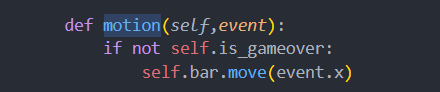 def motion(self,event):
if not self.is_gameover:
self.bar.move(event.x)